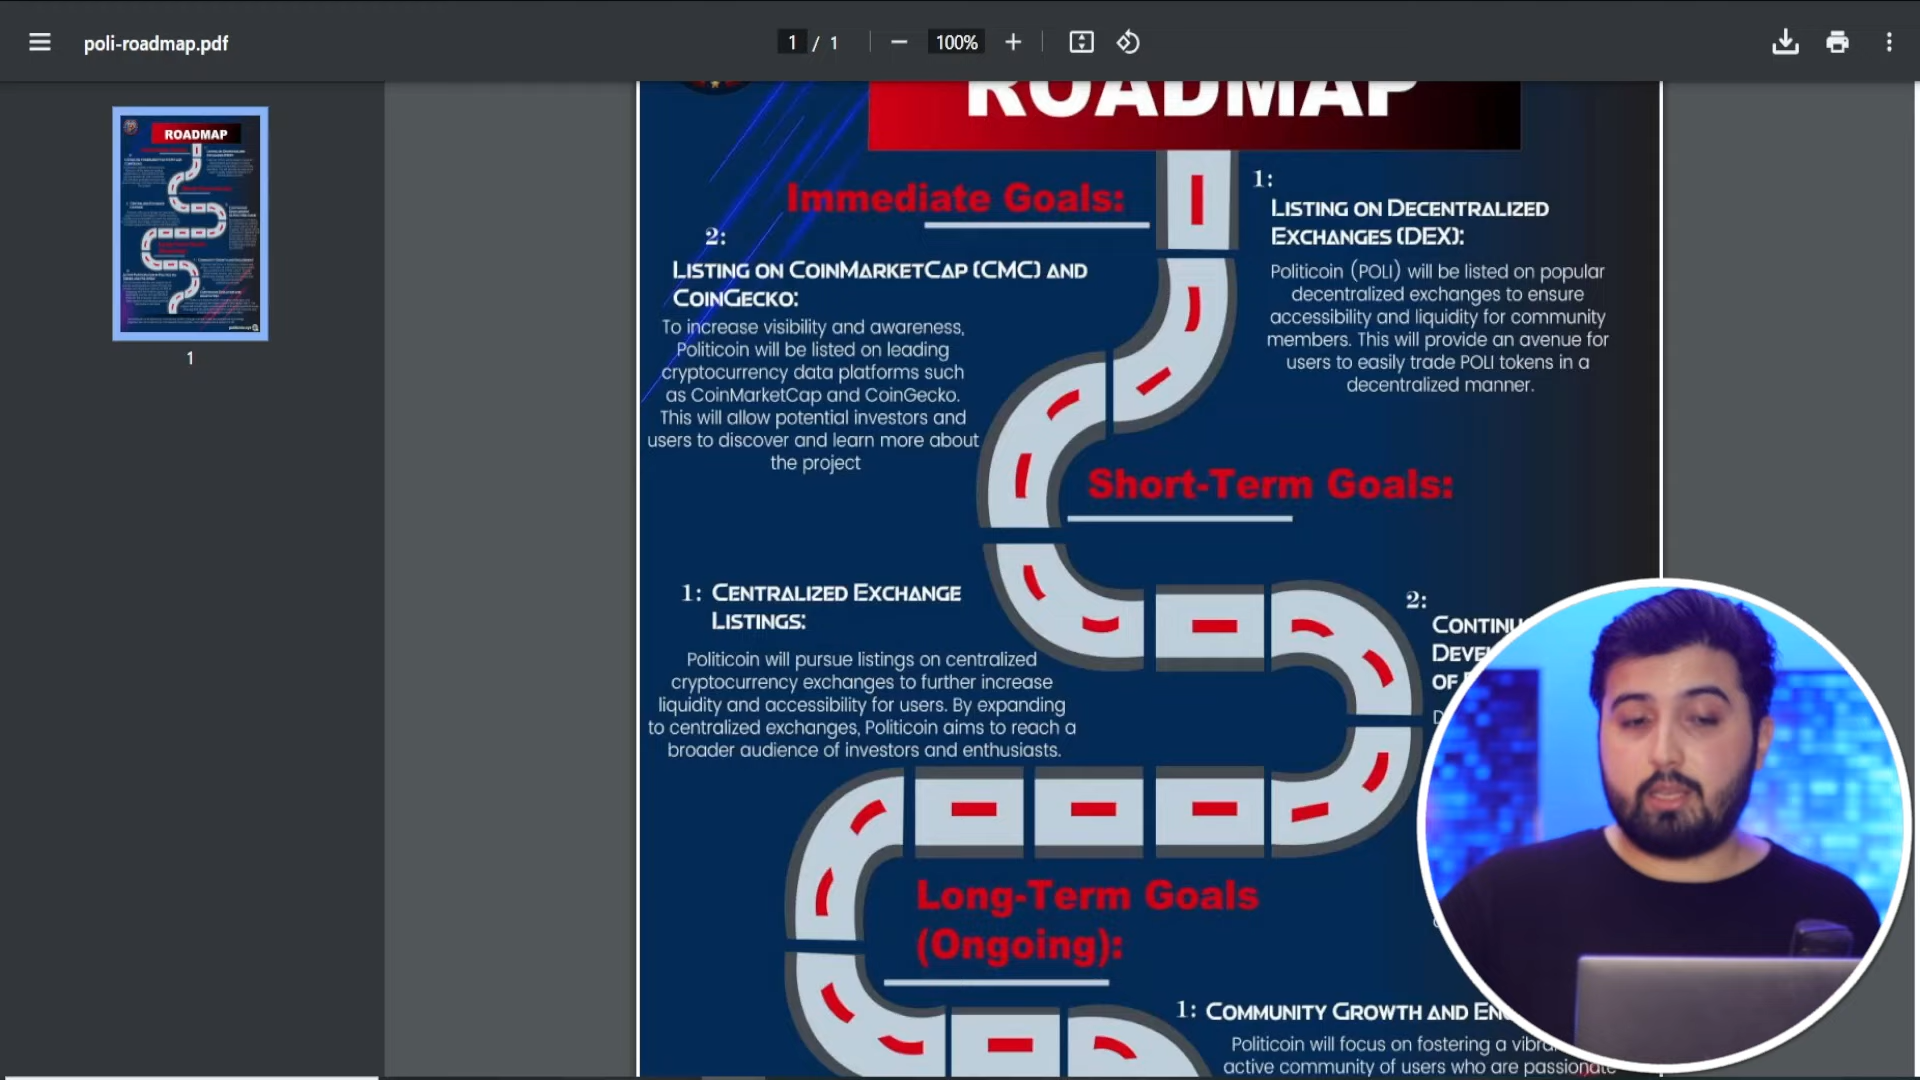 poli-roadmap.pdf
1 / 1
100%
ROADMAP
Immediate Goals:
1:
LISTING ON DECENTRALIZED
EXCHANGES (DEX):
Politicoin (POLI) will be listed on popular
decentralized exchanges to ensure
accessibility and liquidity for community
members. This will provide an avenue for
users to easily trade POLI tokens in a
decentralized manner.
2:
LISTING ON COINMARKETCAP (CMC) AND
COINGECKO:
To increase visibility and awareness,
Politicoin will be listed on leading
cryptocurrency data platforms such
as CoinMarketCap and CoinGecko.
This will allow potential investors and
users to discover and learn more about
the project
Short-Term Goals:
1: CENTRALIZED EXCHANGE
LISTINGS:
Politicoin will pursue listings on centralized
cryptocurrency exchanges to further increase
liquidity and accessibility for users. By expanding
to centralized exchanges, Politicoin aims to reach a
broader audience of investors and enthusiasts.
2:
OF
Long-Term Goals
(Ongoing):
1: COMMUNITY GROWTH AND
Politicoin will focus on fostering a
active community of users who are passionate
ROADMAP
1